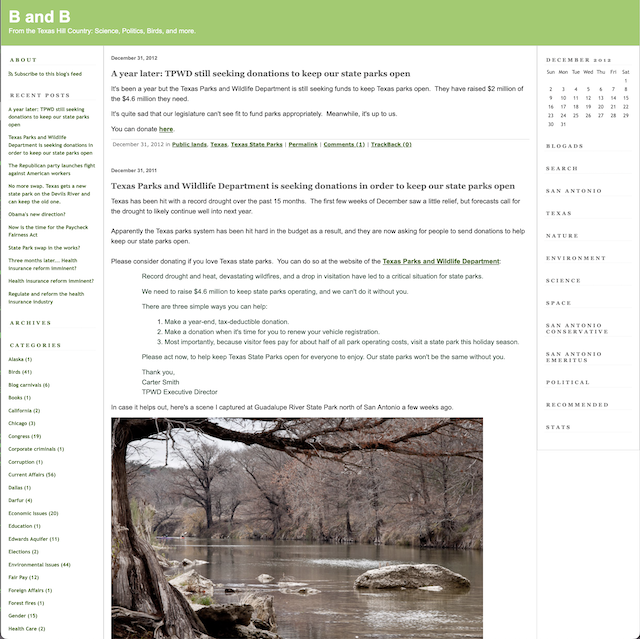 B and B
From the Texas Hill Country: Science, Politics, Birds, and more.
ABOUT
Subscribe to this blog's feed
RECENT POSTS
A year later: TPWD still seeking
donations to keep our state parks
open
Texas Parks and Wildlife
Department is seeking donations in
order to keep our state parks open
The Republican party launches fight
against American workers
No more swap. Texas gets a new
state park on the Devils River and
can keep the old one.
Obama's new direction?
Now is the time for the Paycheck
Fairness Act
State Park swap in the works?
Three months later... Health
insurance reform imminent?
Health insurance reform imminent?
Regulate and reform the health
insurance industry
ARCHIVES
CATEGORIES
Alaska (1)
Birds (41)
Blog carnivals (6)
Books (1)
California (2)
Chicago (3)
Congress (19)
Corporate criminals (1)
Corruption (1)
Current Affairs (56)
Dallas (1)
Darfur (4)
Economic Issues (20)
Education (1)
Edwards Aquifer (11)
Elections (2)
Environmental Issues (44)
Fair Pay (12)
Foreign Affairs (1)
Forest fires (1)
Gender (15)
Health Care (2)
December 31, 2012
A year later: TPWD still seeking donations to keep our state parks open
It's been a year but the Texas Parks and Wildlife Department is still seeking funds to keep Texas parks open. They have raised $2 million of
the $4.6 million they need.
It's quite sad that our legislature can't see fit to fund parks appropriately. Meanwhile, it's up to us.
You can donate here.
December 31, 2012 in Public lands, Texas, Texas State Parks | Permalink | Comments (1) | TrackBack (0)
December 31, 2011
Texas Parks and Wildlife Department is seeking donations in order to keep our state parks open
Texas has been hit with a record drought over the past 15 months. The first few weeks of December saw a little relief, but forecasts call for
the drought to likely continue well into next year.
Apparently the Texas parks system has been hit hard in the budget as a result, and they are now asking for people to send donations to help
keep our state parks open.
Please consider donating if you love Texas state parks. You can do so at the website of the Texas Parks and Wildlife Department:
Record drought and heat, devastating wildfires, and a drop in visitation have led to a critical situation for state parks.
We need to raise $4.6 million to keep state parks operating, and we can't do it without you.
There are three simple ways you can help:
1. Make a year-end, tax-deductible donation.
2. Make a donation when it's time for you to renew your vehicle registration.
3. Most importantly, because visitor fees pay for about half of all park operating costs, visit a state park this holiday season.
Please act now, to help keep Texas State Parks open for everyone to enjoy. Our state parks won't be the same without you.
Thank you,
Carter Smith
TPWD Executive Director
In case it helps out, here's a scene I captured at Guadalupe River State Park north of San Antonio a few weeks ago.
DECEMBER 2012
Sun Mon Tue Wed Thu Fri Sat
1
2 3 4 5 6 7 8
9 10 11 12 13 14 15
16 17 18 19 20 21 22
23 24 25 26 27 28 29
30 31
BLOGADS
SEARCH
SAN ANTONIO
TEXAS
NATURE
ENVIRONMENT
SCIENCE
SPACE
SAN ANTONIO
CONSERVATIVE
SAN ANTONIO
EMERITUS
POLITICAL
RECOMMENDED
STATS